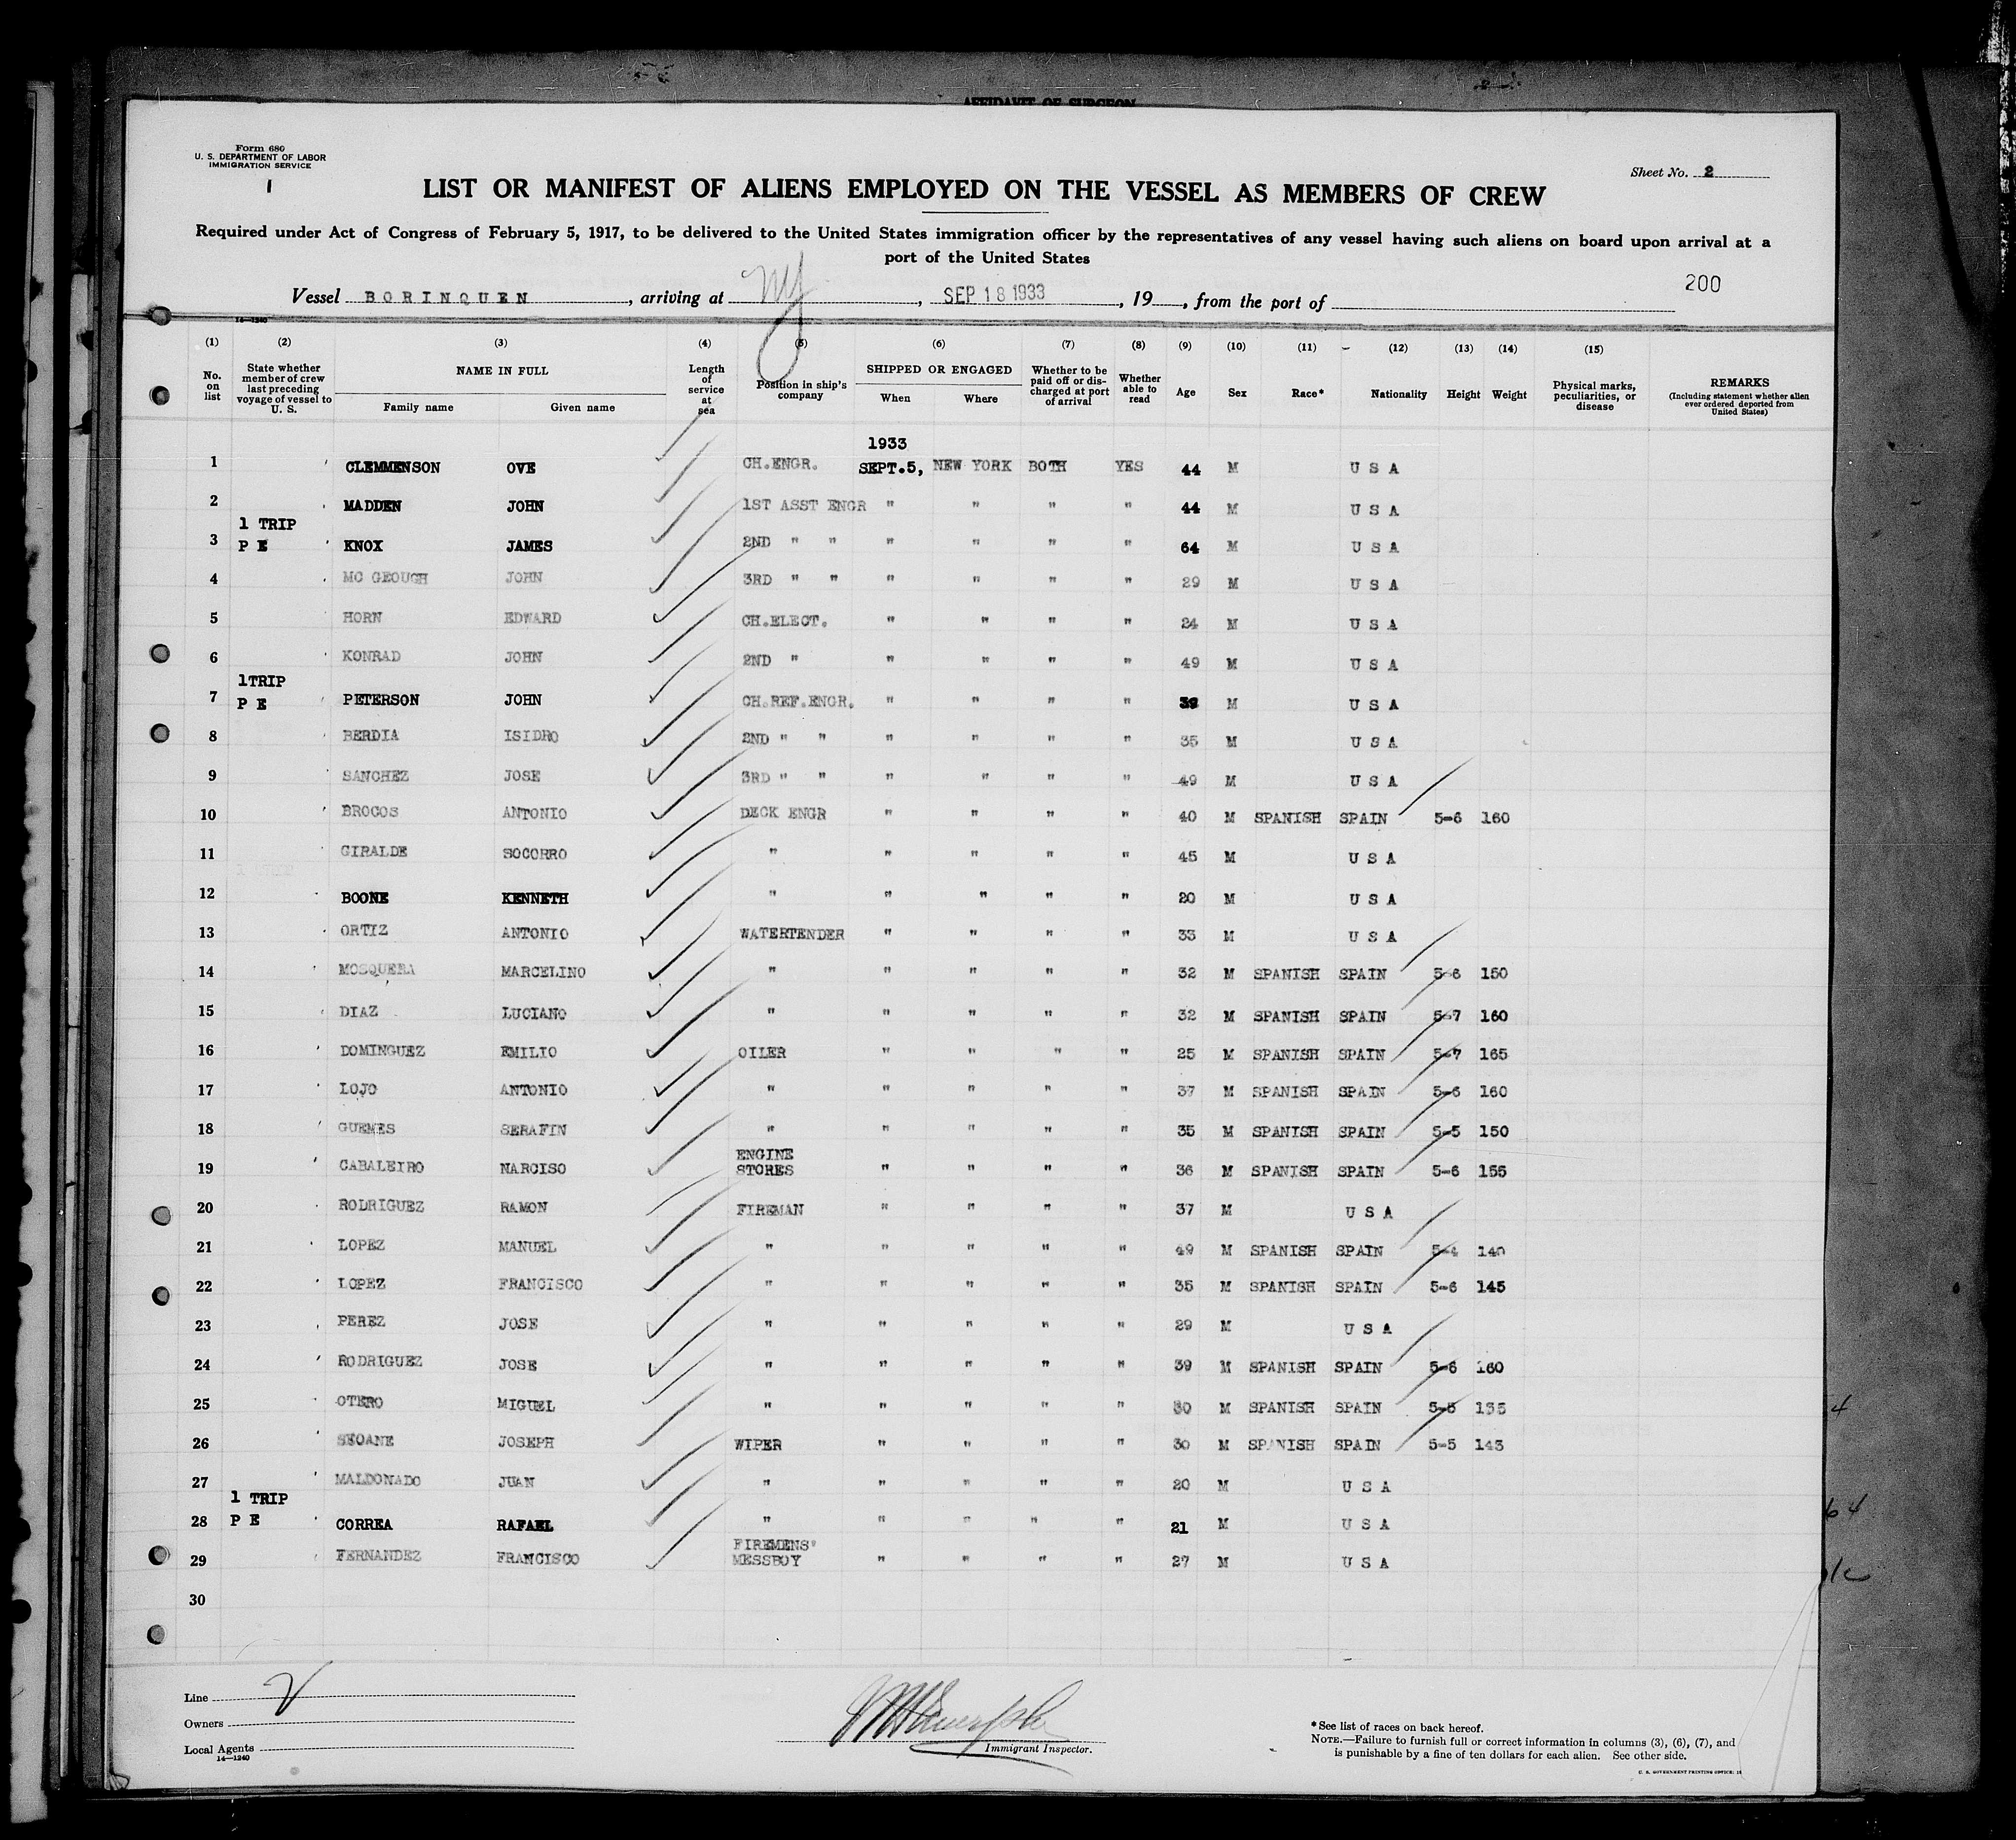 AFFIDAVIT OF SURGEON
Form 680
U. S. DEPARTMENT OF LABOR
IMMIGRATION SERVICE
1
Sheet No. 2
LIST OR MANIFEST OF ALIENS EMPLOYED ON THE VESSEL AS MEMBERS OF CREW
Required under Act of Congress of February 5, 1917, to be delivered to the United States immigration officer by the representatives of any vessel having such aliens on board upon arrival at a
port of the United States
200
Vessel BORINQUEN, arriving at NY, SEP 18 1933, 19, from the port of
14—1240
(1) (2) (3) (4) (5) (6) (7) (8) (9) (10) (11) (12) (13) (14) (15)
No. on list | State whether member of crew last preceding voyage of vessel to U. S. | NAME IN FULL Family name Given name | Length of service at sea | Position in ship's company | SHIPPED OR ENGAGED When Where | Whether to be paid off or discharged at port of arrival | Whether able to read | Age | Sex | Race* | Nationality | Height | Weight | Physical marks, peculiarities, or disease | REMARKS (Including statement whether alien ever ordered deported from United States)
1933
1 CLEMMENSON OVE CH.ENGR. SEPT.5, NEW YORK BOTH YES 44 M U S A
2 MADDEN JOHN 1ST ASST ENGR " " " " 44 M U S A
1 TRIP
3 P E KNOX JAMES 2ND " " " " " " 64 M U S A
4 MC GEOUGH JOHN 3RD " " " " " " 29 M U S A
5 HORN EDWARD CH.ELECT. " " " " 24 M U S A
6 KONRAD JOHN 2ND " " " " " 49 M U S A
1TRIP
7 P E PETERSON JOHN CH.REF.ENGR. " " " " M U S A
8 BERDIA ISIDRO 2ND " " " " " " 35 M U S A
9 SANCHEZ JOSE 3RD " " " " " " 49 M U S A
10 BROCOS ANTONIO DECK ENGR " " " " 40 M SPANISH SPAIN 5-6 160
11 GIRALDE SOCORRO " " " " " 45 M U S A
12 BOONE KENNETH " " " " " 20 M U S A
13 ORTIZ ANTONIO WATERTENDER " " " " 33 M U S A
14 MOSQUERA MARCELINO " " " " " 32 M SPANISH SPAIN 5-6 150
15 DIAZ LUCIANO " " " " " 32 M SPANISH SPAIN 5-7 160
16 DOMINGUEZ EMILIO OILER " " " " 25 M SPANISH SPAIN 5-7 165
17 LOJO ANTONIO " " " " " 37 M SPANISH SPAIN 5-6 160
18 GUEMES SERAFIN " " " " " 35 M SPANISH SPAIN 5-5 150
19 CABALEIRO NARCISO ENGINE STORES " " " " 36 M SPANISH SPAIN 5-6 155
20 RODRIGUEZ RAMON FIREMAN " " " " 37 M U S A
21 LOPEZ MANUEL " " " " " 49 M SPANISH SPAIN 5-4 140
22 LOPEZ FRANCISCO " " " " " 35 M SPANISH SPAIN 5-6 145
23 PEREZ JOSE " " " " " 29 M U S A
24 RODRIGUEZ JOSE " " " " " 39 M SPANISH SPAIN 5-6 160
25 OTERO MIGUEL " " " " " 30 M SPANISH SPAIN 5-5 135
26 SEOANE JOSEPH WIPER " " " " 30 M SPANISH SPAIN 5-5 143
27 MALDONADO JUAN " " " " " 20 M U S A
1 TRIP
28 P E CORREA RAFAEL " " " " " 21 M U S A
29 FERNANDEZ FRANCISCO FIREMENS' MESSBOY " " " " 27 M U S A
30
Line
Owners
Local Agents
14—1240
Immigrant Inspector.
*See list of races on back hereof.
NOTE.—Failure to furnish full or correct information in columns (3), (6), (7), and
is punishable by a fine of ten dollars for each alien. See other side.
U. S. GOVERNMENT PRINTING OFFICE: 19